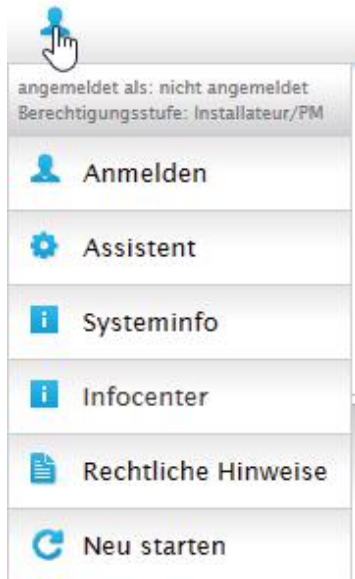 angemeldet als: nicht angemeldet
Berechtigungsstufe: Installateur/PM
Anmelden
Assistent
Systeminfo
Infocenter
Rechtliche Hinweise
Neu starten